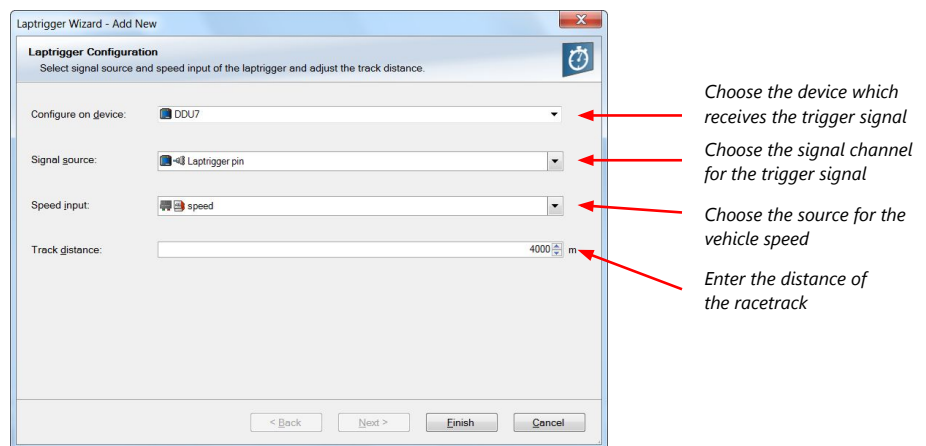 Laptrigger Wizard - Add New
Laptrigger Configuration
Select signal source and speed input of the laptrigger and adjust the track distance.
Configure on device:
DDU7
Choose the device which
receives the trigger signal
Signal source:
Laptrigger pin
Choose the signal channel
for the trigger signal
Speed input:
speed
Choose the source for the
vehicle speed
Track distance:
4000 m
Enter the distance of
the racetrack
< Back
Next >
Finish
Cancel